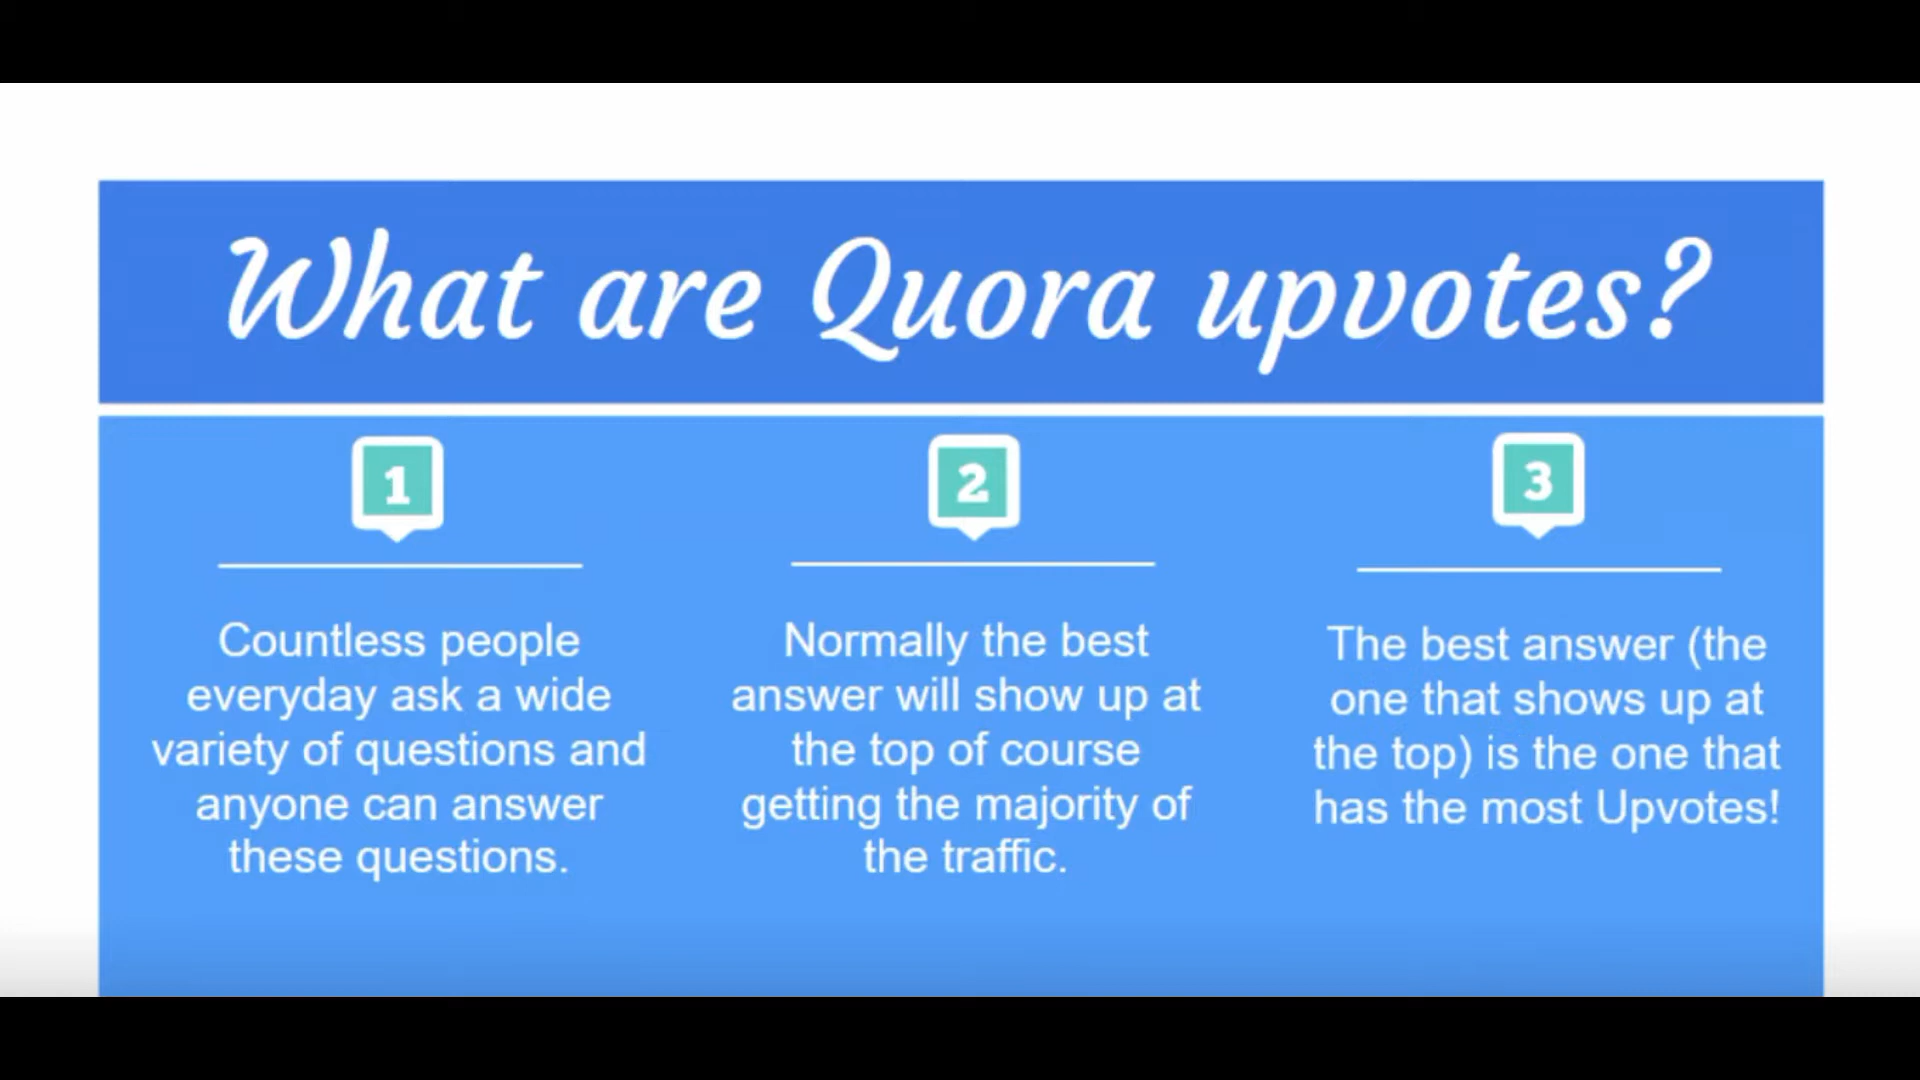 What are Quora upvotes?
1
Countless people
everyday ask a wide
variety of questions and
anyone can answer
these questions.
2
Normally the best
answer will show up at
the top of course
getting the majority of
the traffic.
3
The best answer (the
one that shows up at
the top) is the one that
has the most Upvotes!